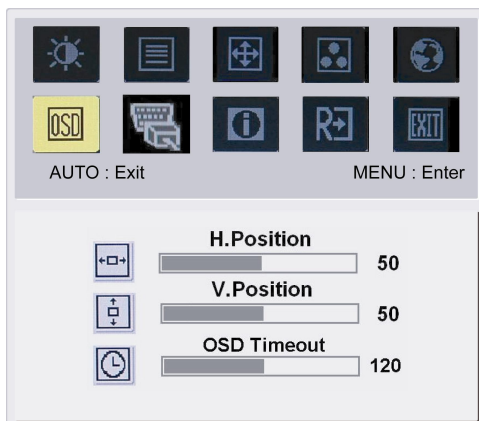 OSD
i
R
EXIT
AUTO : Exit
MENU : Enter
H.Position
50
V.Position
50
OSD Timeout
120